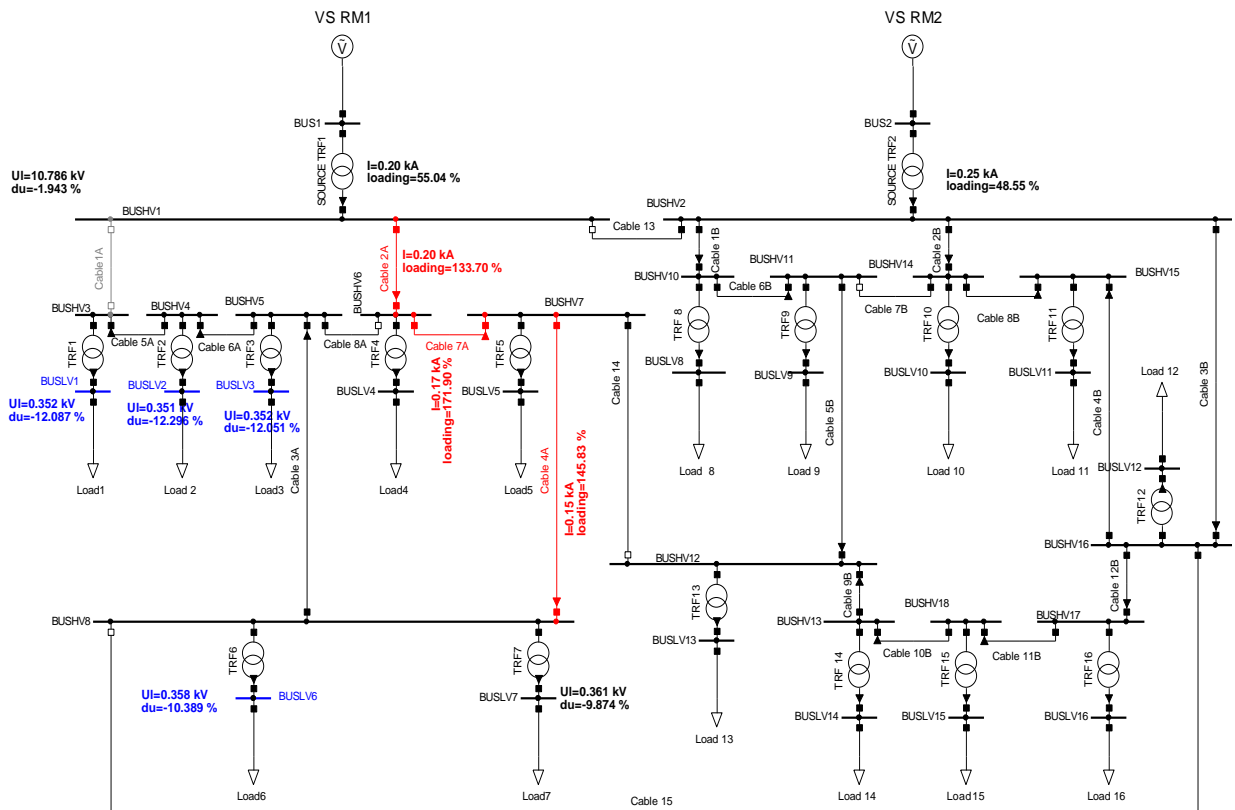 VS RM1
VS RM2
Ṽ
Ṽ
BUS1
BUS2
SOURCE TRF1
I=0.20 kA
loading=55.04 %
SOURCE TRF2
I=0.25 kA
loading=48.55 %
Ul=10.786 kV
du=-1.943 %
BUSHV1
BUSHV2
Cable 13
Cable1A
Cable 2A
I=0.20 kA
loading=133.70 %
Cable 1B
Cable 2B
Cable 3B
BUSHV10
BUSHV11
BUSHV14
BUSHV15
Cable 6B
Cable 7B
Cable 8B
BUSHV3
BUSHV4
BUSHV5
BUSHV6
BUSHV7
Cable 5A
Cable 6A
Cable 8A
Cable 7A
TRF1
TRF2
TRF3
TRF4
TRF5
TRF 8
TRF9
TRF10
TRF11
BUSLV1
BUSLV2
BUSLV3
BUSLV4
BUSLV5
BUSLV8
BUSLV9
BUSLV10
BUSLV11
Load 12
Ul=0.352 kV
du=-12.087 %
Ul=0.351 kV
du=-12.296 %
Ul=0.352 kV
du=-12.051 %
I=0.17 kA
loading=171.90 %
Cable 14
Cable 5B
Cable 4B
Cable 3A
Cable 4A
I=0.15 kA
loading=145.83 %
Load1
Load 2
Load3
Load4
Load5
Load 8
Load 9
Load 10
Load 11
BUSLV12
TRF12
BUSHV16
BUSHV12
TRF13
Cable 9B
Cable 12B
BUSHV8
BUSHV13
BUSHV18
BUSHV17
Cable 10B
Cable 11B
BUSLV13
TRF6
TRF7
TRF 14
TRF15
TRF16
Ul=0.358 kV
du=-10.389 %
BUSLV6
BUSLV7
Ul=0.361 kV
du=-9.874 %
BUSLV14
BUSLV15
BUSLV16
Load 13
Load6
Load7
Load 14
Load15
Load 16
Cable 15